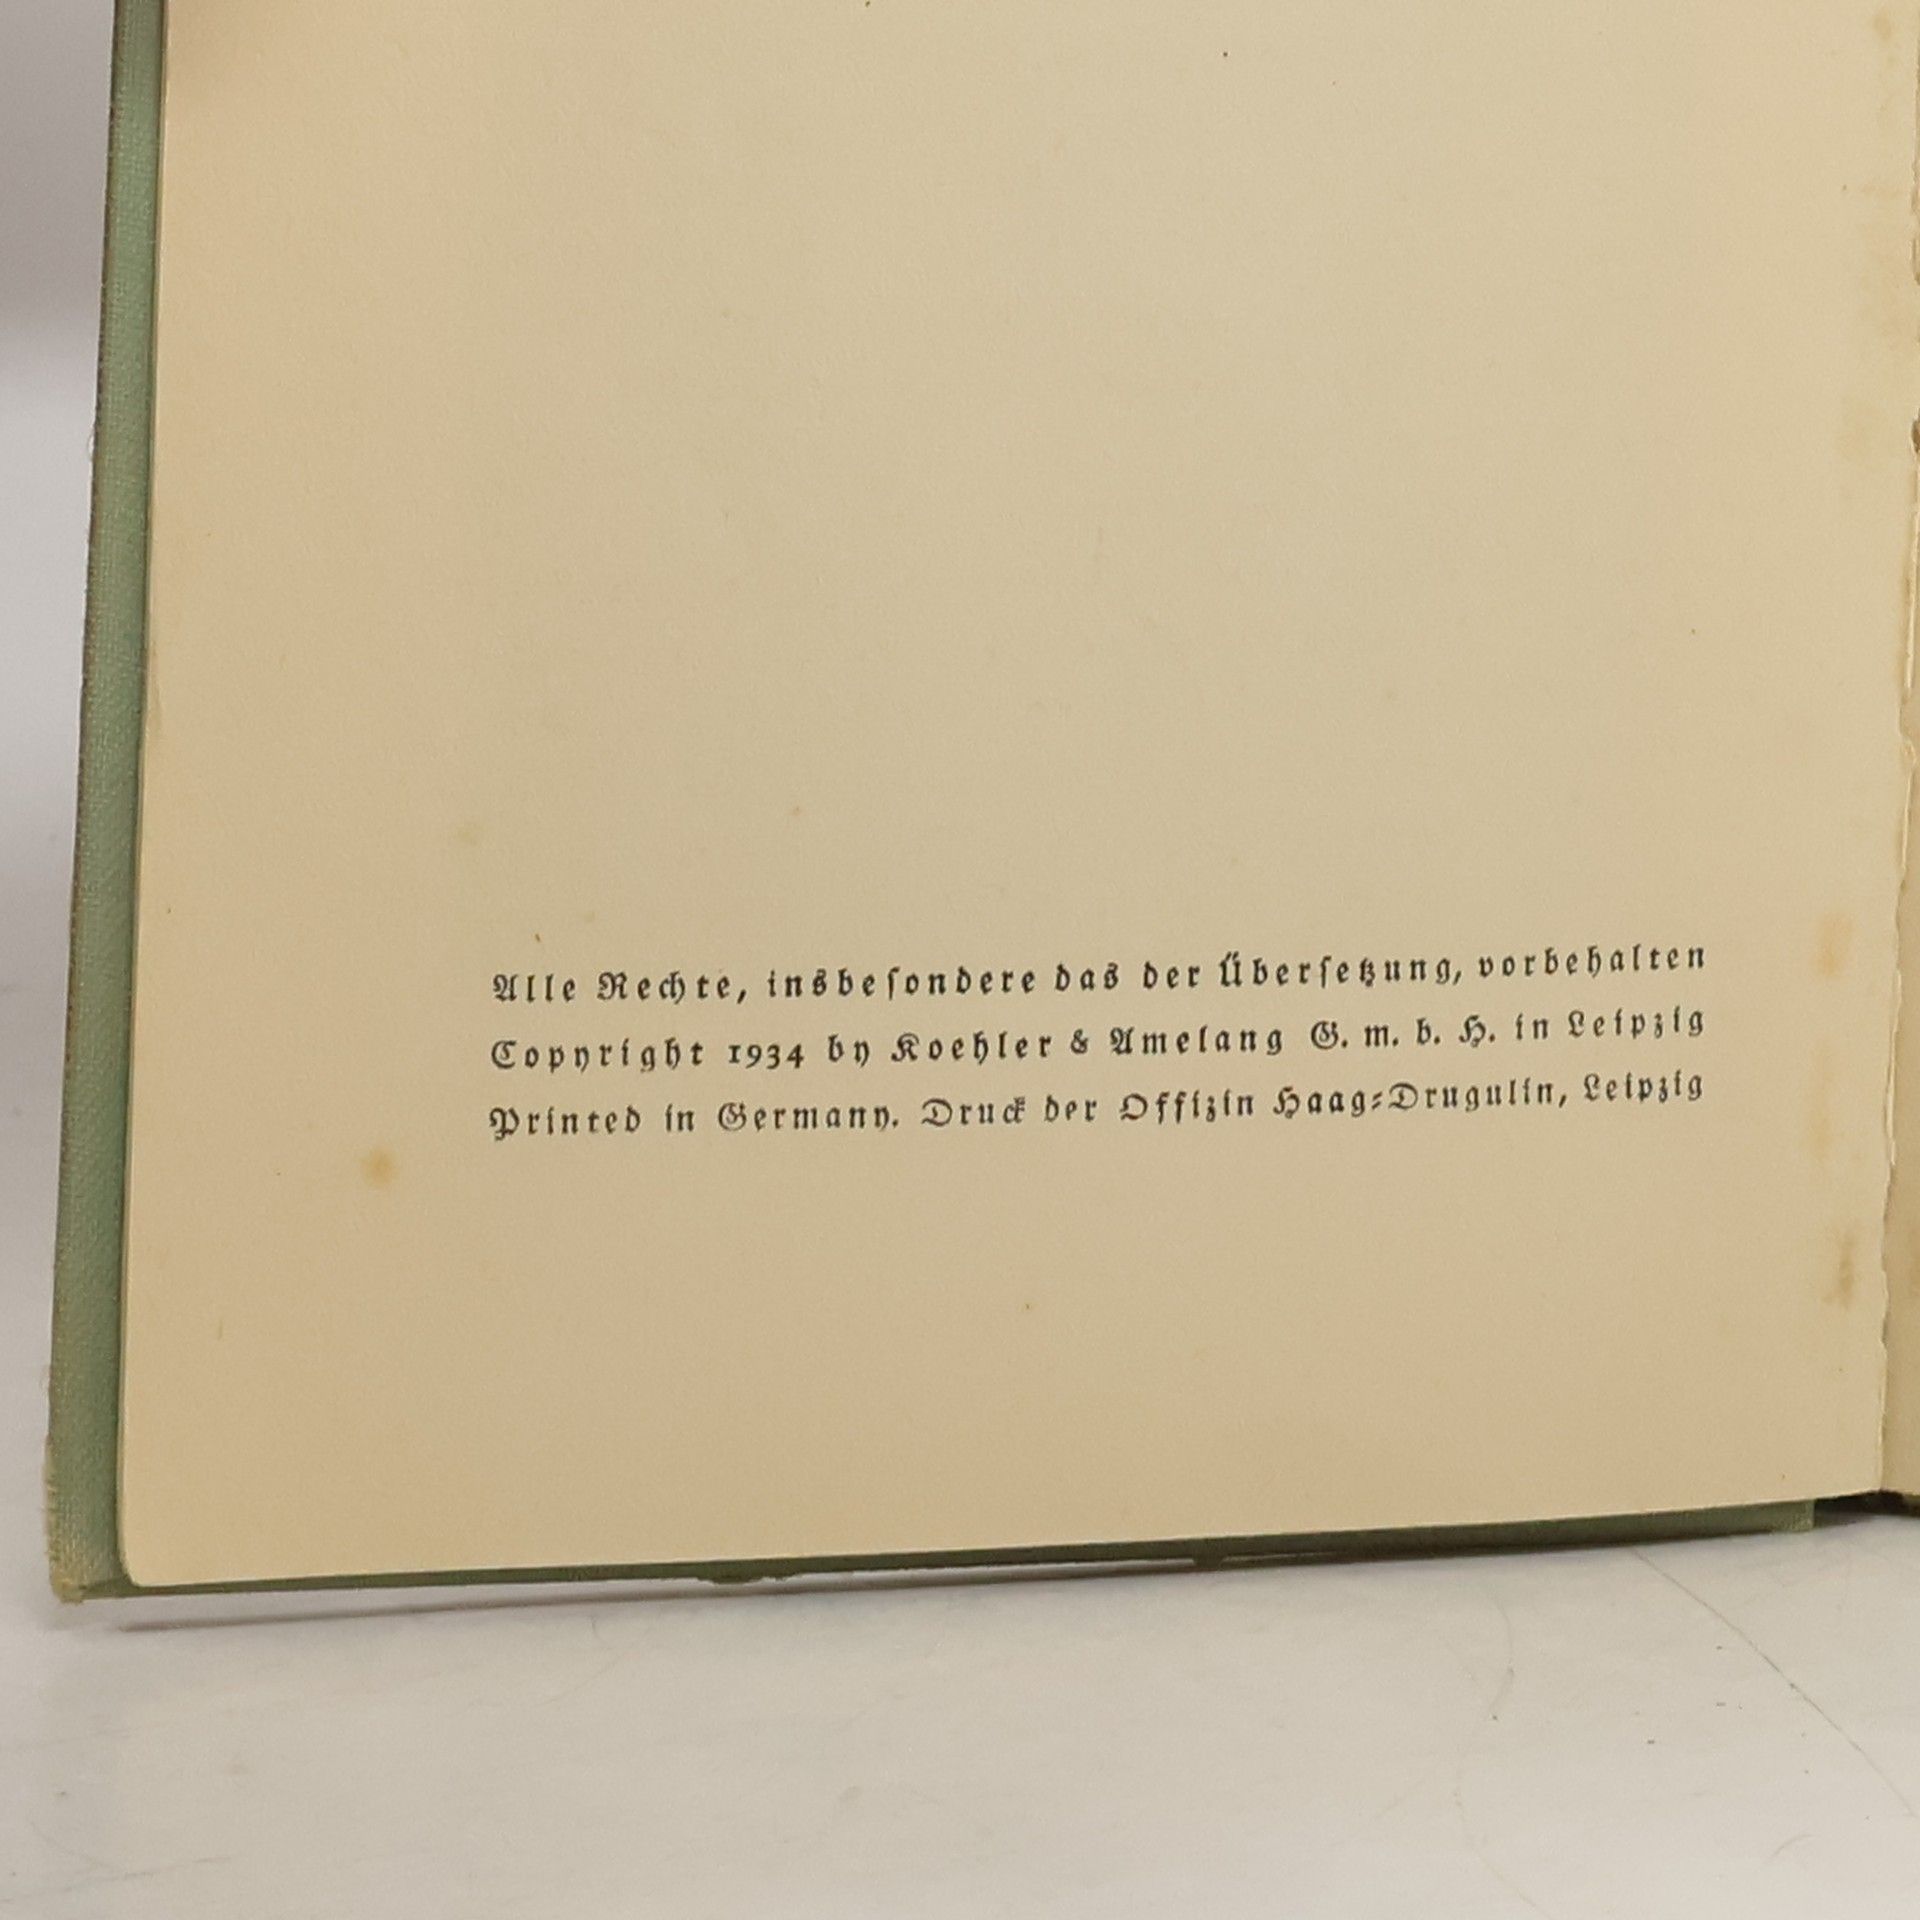 Alle Rechte, insbesondere das der Übersetzung, vorbehalten
Copyright 1934 by Koehler & Amelang G. m. b. H. in Leipzig
Printed in Germany. Druck der Offizin Haag-Drugulin, Leipzig